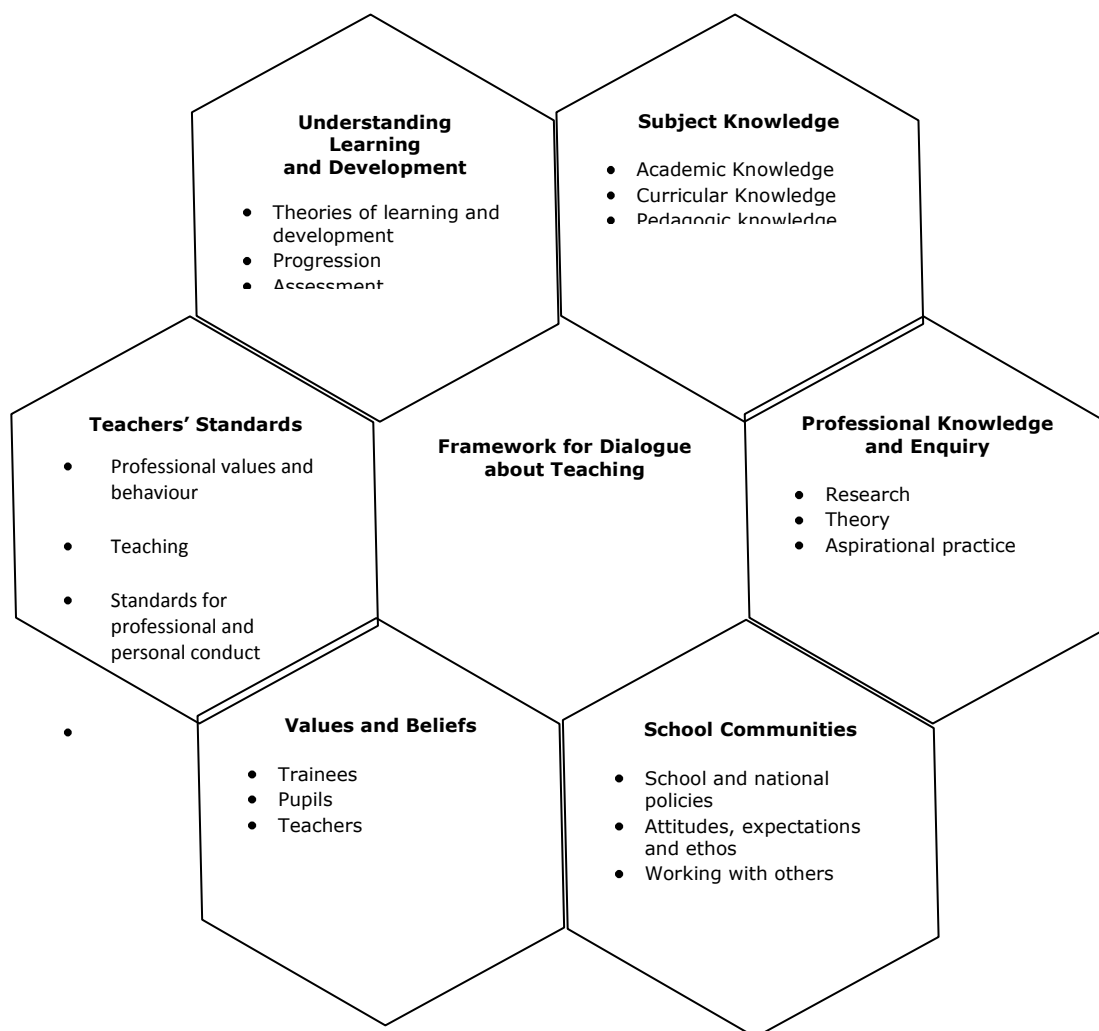 Understanding
Learning
and Development
• Theories of learning and
development
• Progression
• Assessment
Subject Knowledge
• Academic Knowledge
• Curricular Knowledge
• Pedagogic knowledge
Teachers’ Standards
• Professional values and
behaviour
• Teaching
• Standards for
professional and
personal conduct
•
Framework for Dialogue
about Teaching
Professional Knowledge
and Enquiry
• Research
• Theory
• Aspirational practice
Values and Beliefs
• Trainees
• Pupils
• Teachers
School Communities
• School and national
policies
• Attitudes, expectations
and ethos
• Working with others